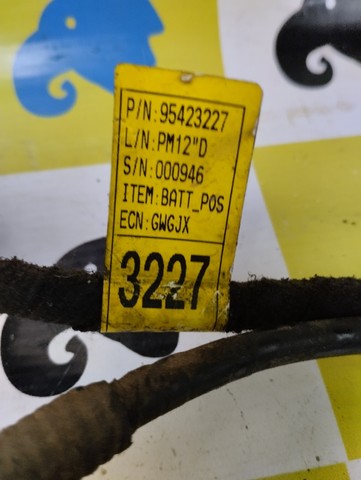 P/N:95423227
L/N:PM12"D
S/N:000946
ITEM:BATT_POS
ECN:GWGJX
3227